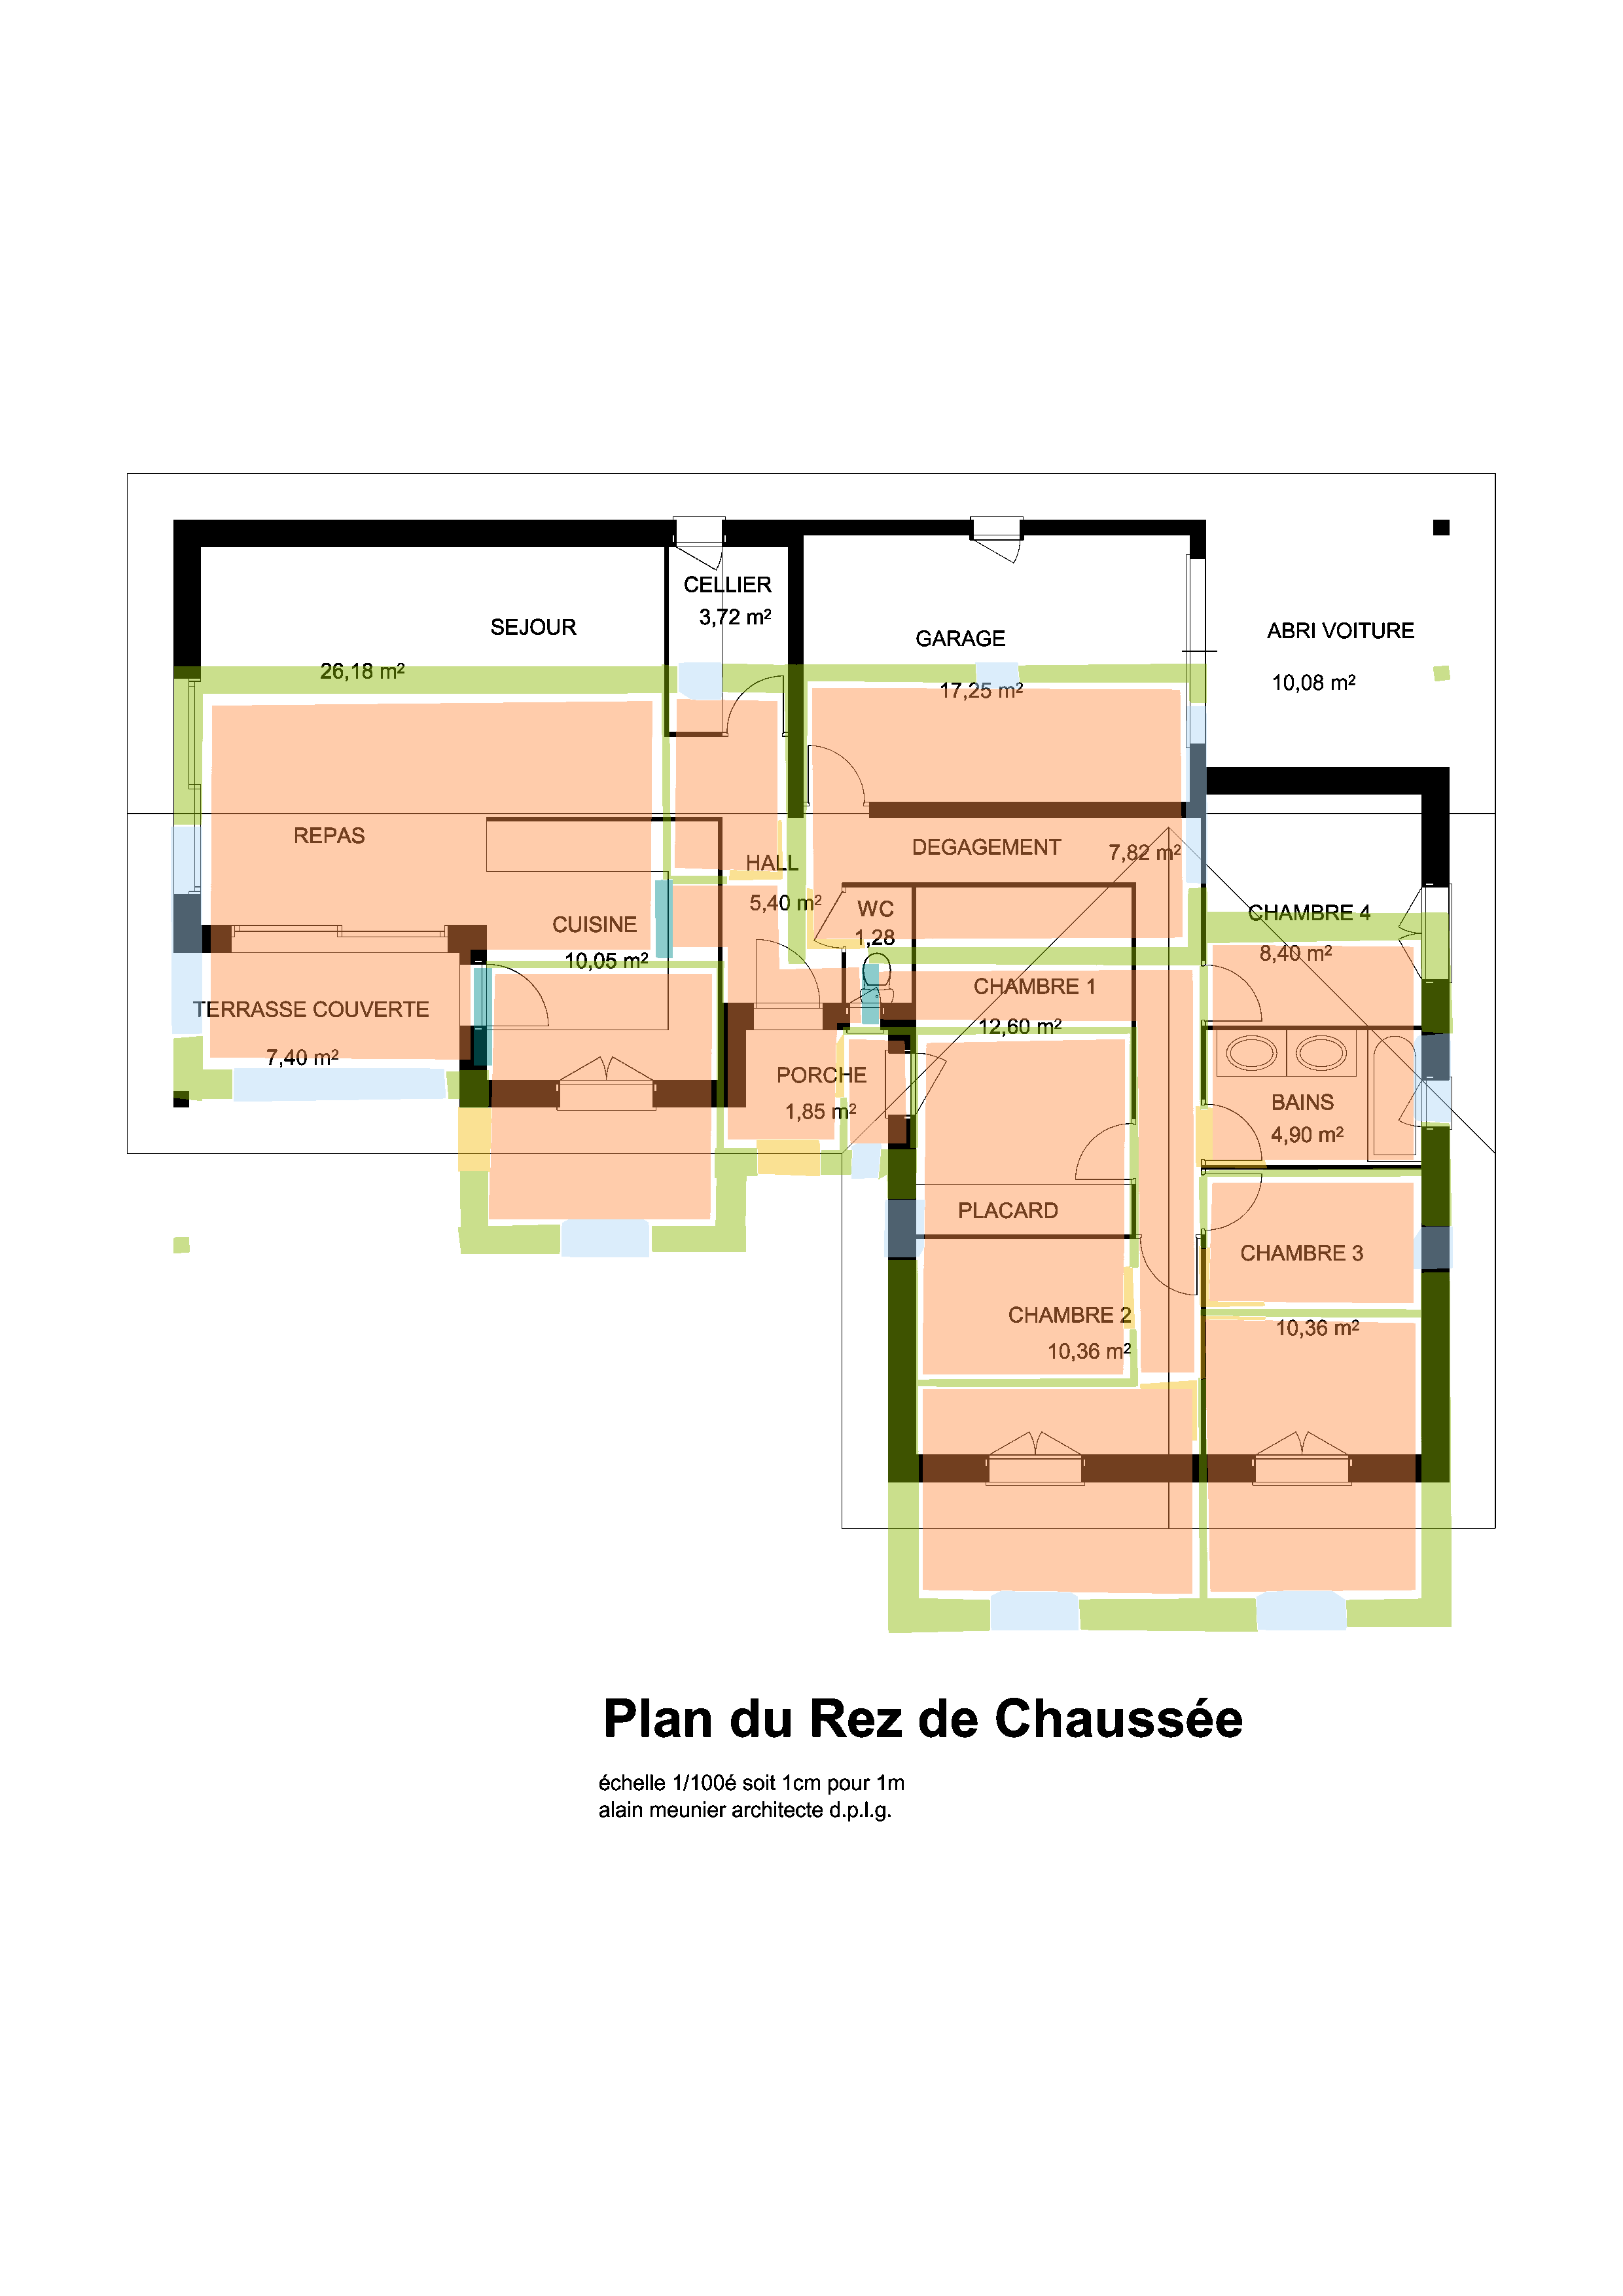 SEJOUR
26,18 m²
CELLIER
3,72 m²
GARAGE
17,25 m²
ABRI VOITURE
10,08 m²
REPAS
CUISINE
10,05 m²
HALL
5,40 m²
DEGAGEMENT
7,82 m²
WC
1,28
CHAMBRE 4
8,40 m²
CHAMBRE 1
12,60 m²
TERRASSE COUVERTE
7,40 m²
PORCHE
1,85 m²
BAINS
4,90 m²
PLACARD
CHAMBRE 3
10,36 m²
CHAMBRE 2
10,36 m²
Plan du Rez de Chaussée
échelle 1/100é soit 1cm pour 1m
alain meunier architecte d.p.l.g.